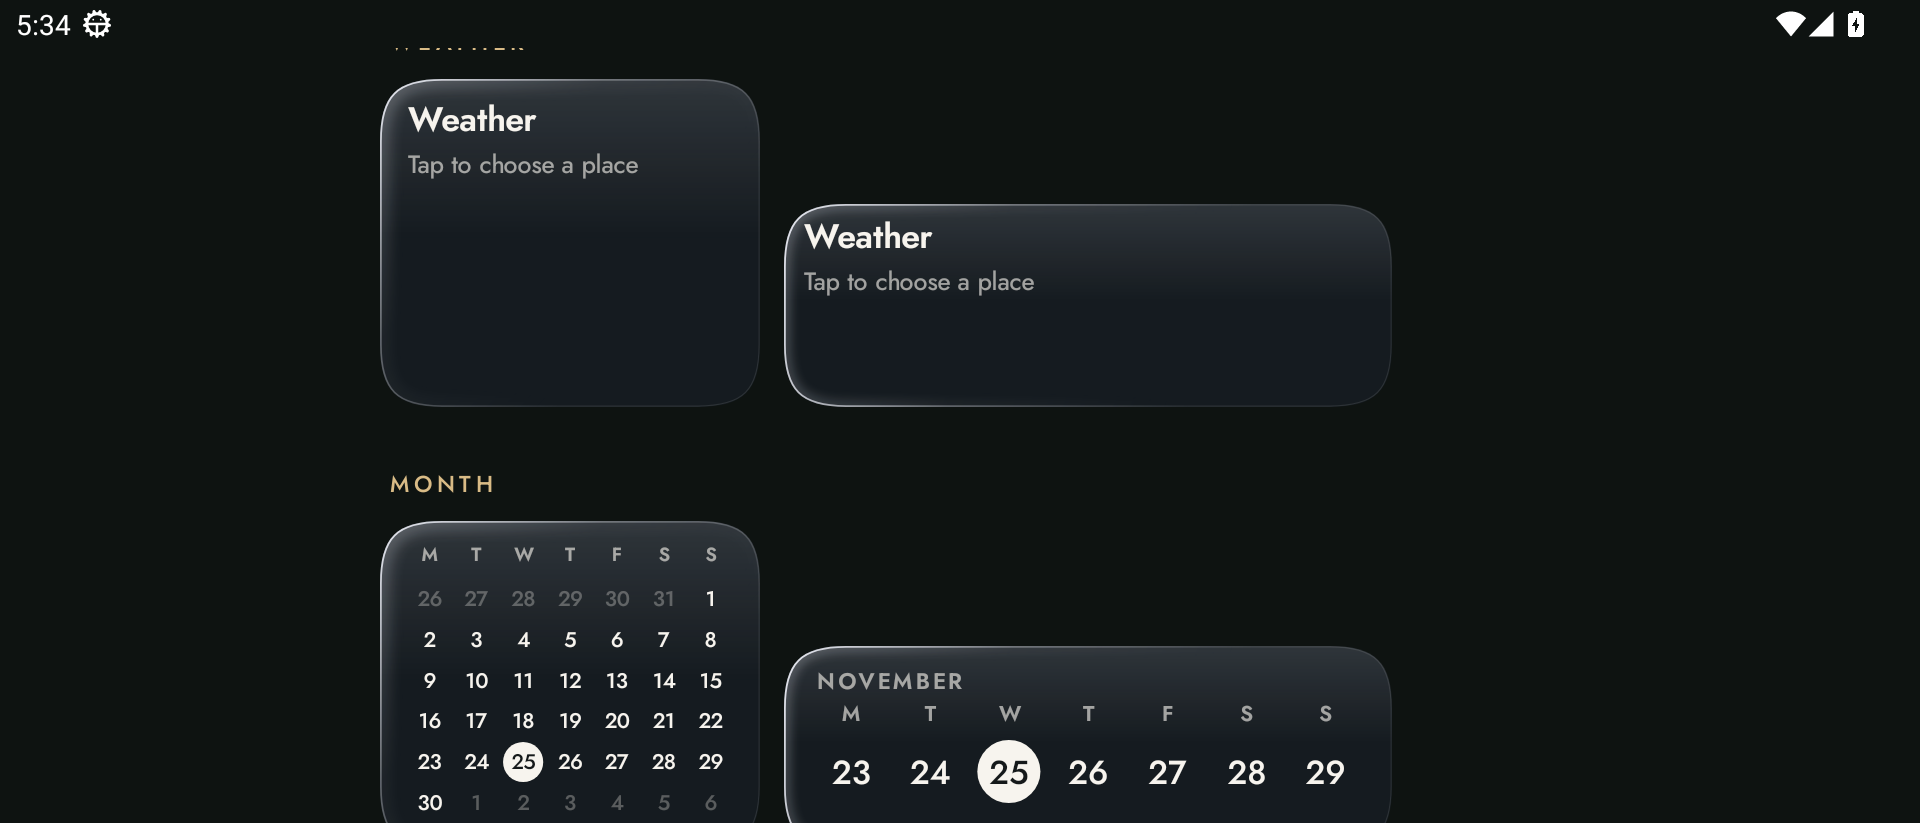 5:34
WEATHER
Weather
Tap to choose a place
Weather
Tap to choose a place
MONTH
M T W T F S S
26 27 28 29 30 31 1
2 3 4 5 6 7 8
9 10 11 12 13 14 15
16 17 18 19 20 21 22
23 24 25 26 27 28 29
30 1 2 3 4 5 6
NOVEMBER
M T W T F S S
23 24 25 26 27 28 29